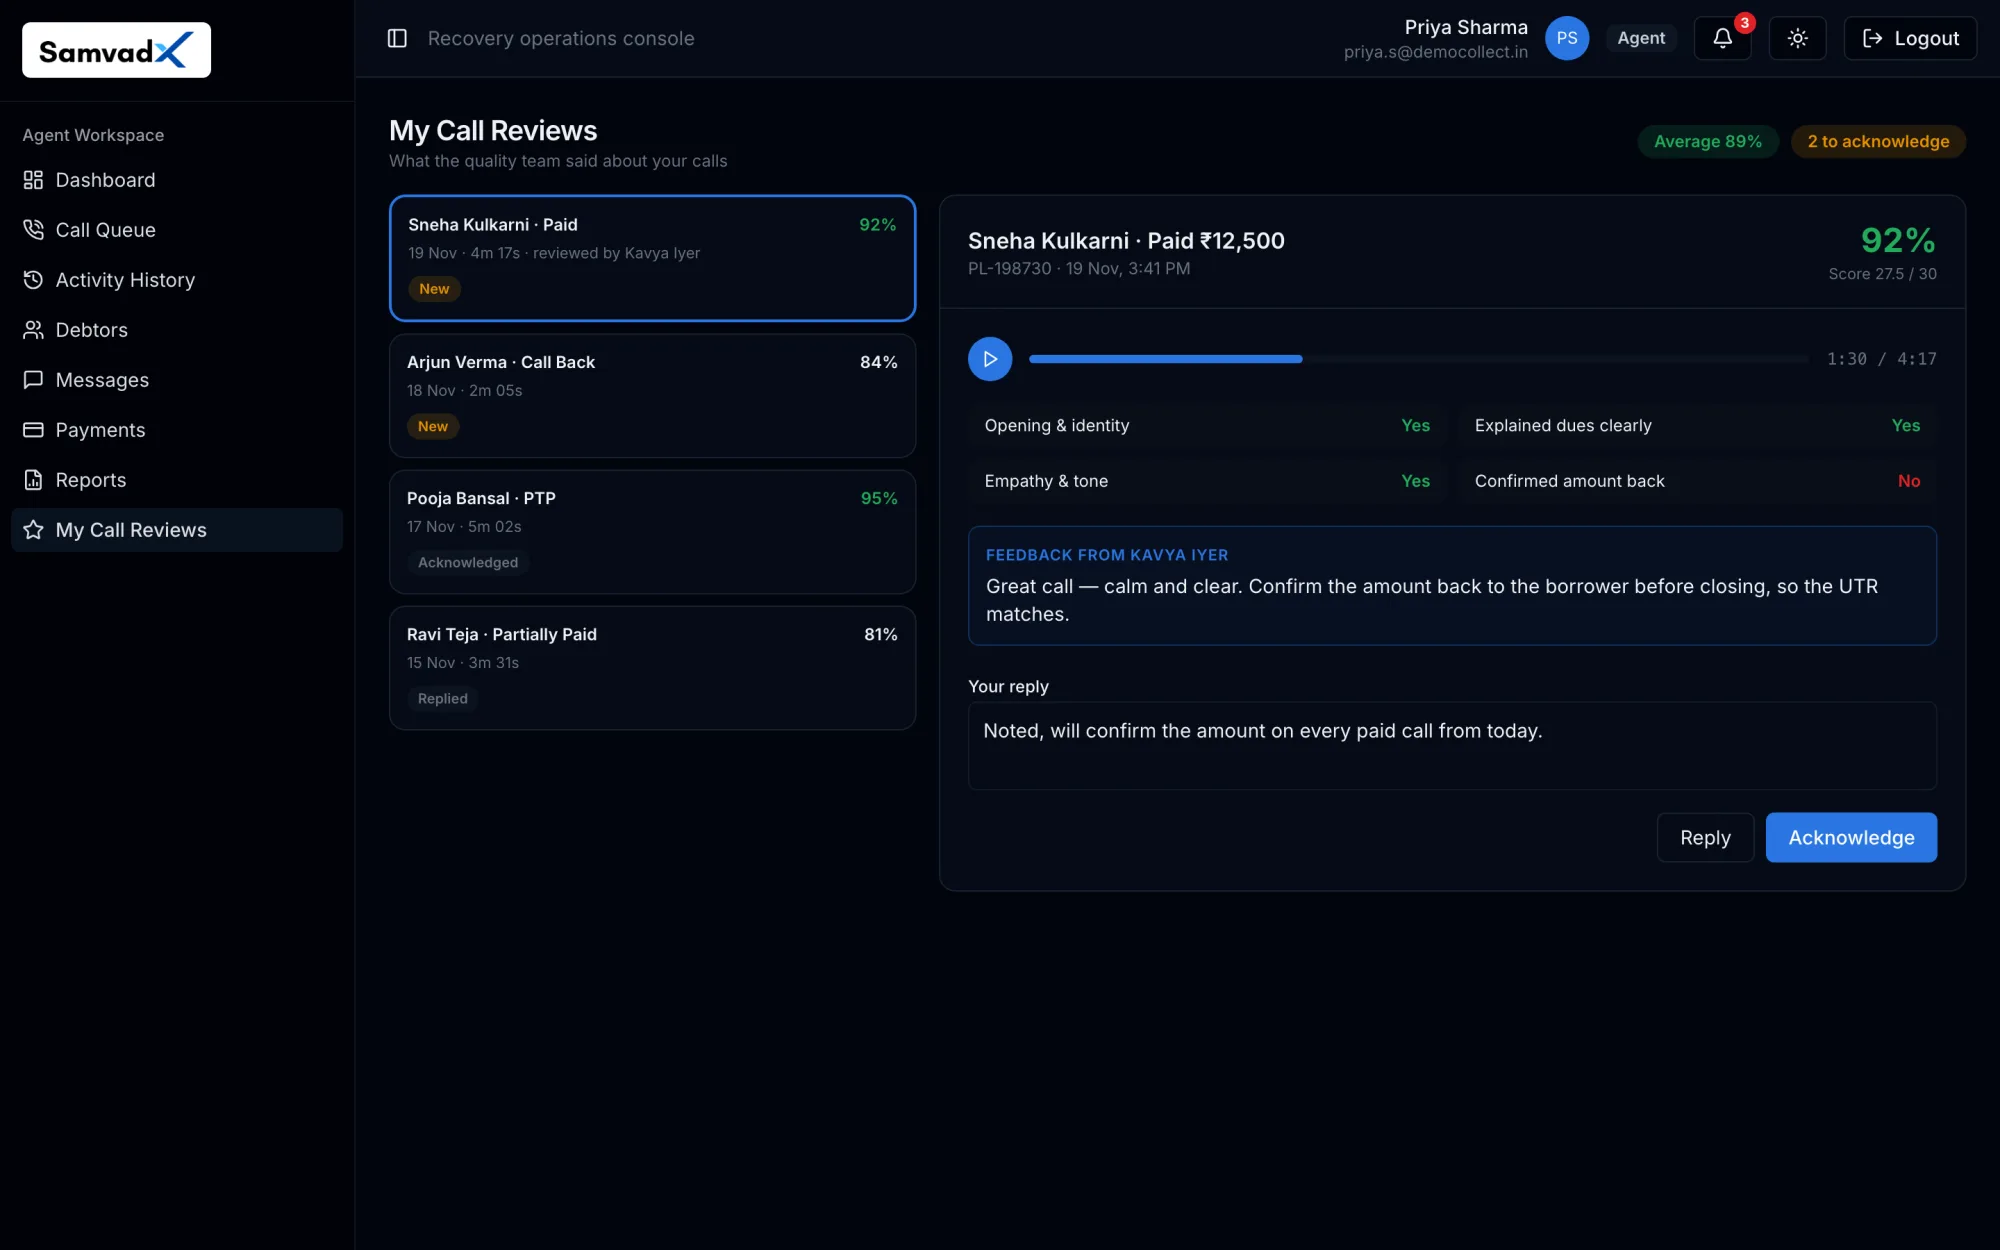 SamvadX
Recovery operations console
Priya Sharma
priya.s@democollect.in
PS
Agent
3
Logout
Agent Workspace
Dashboard
Call Queue
Activity History
Debtors
Messages
Payments
Reports
My Call Reviews
My Call Reviews
What the quality team said about your calls
Average 89%
2 to acknowledge
Sneha Kulkarni · Paid 92%
19 Nov · 4m 17s · reviewed by Kavya Iyer
New
Arjun Verma · Call Back 84%
18 Nov · 2m 05s
New
Pooja Bansal · PTP 95%
17 Nov · 5m 02s
Acknowledged
Ravi Teja · Partially Paid 81%
15 Nov · 3m 31s
Replied
Sneha Kulkarni · Paid ₹12,500
PL-198730 · 19 Nov, 3:41 PM
92%
Score 27.5 / 30
1:30 / 4:17
Opening & identity Yes
Explained dues clearly Yes
Empathy & tone Yes
Confirmed amount back No
FEEDBACK FROM KAVYA IYER
Great call — calm and clear. Confirm the amount back to the borrower before closing, so the UTR
matches.
Your reply
Noted, will confirm the amount on every paid call from today.
Reply
Acknowledge